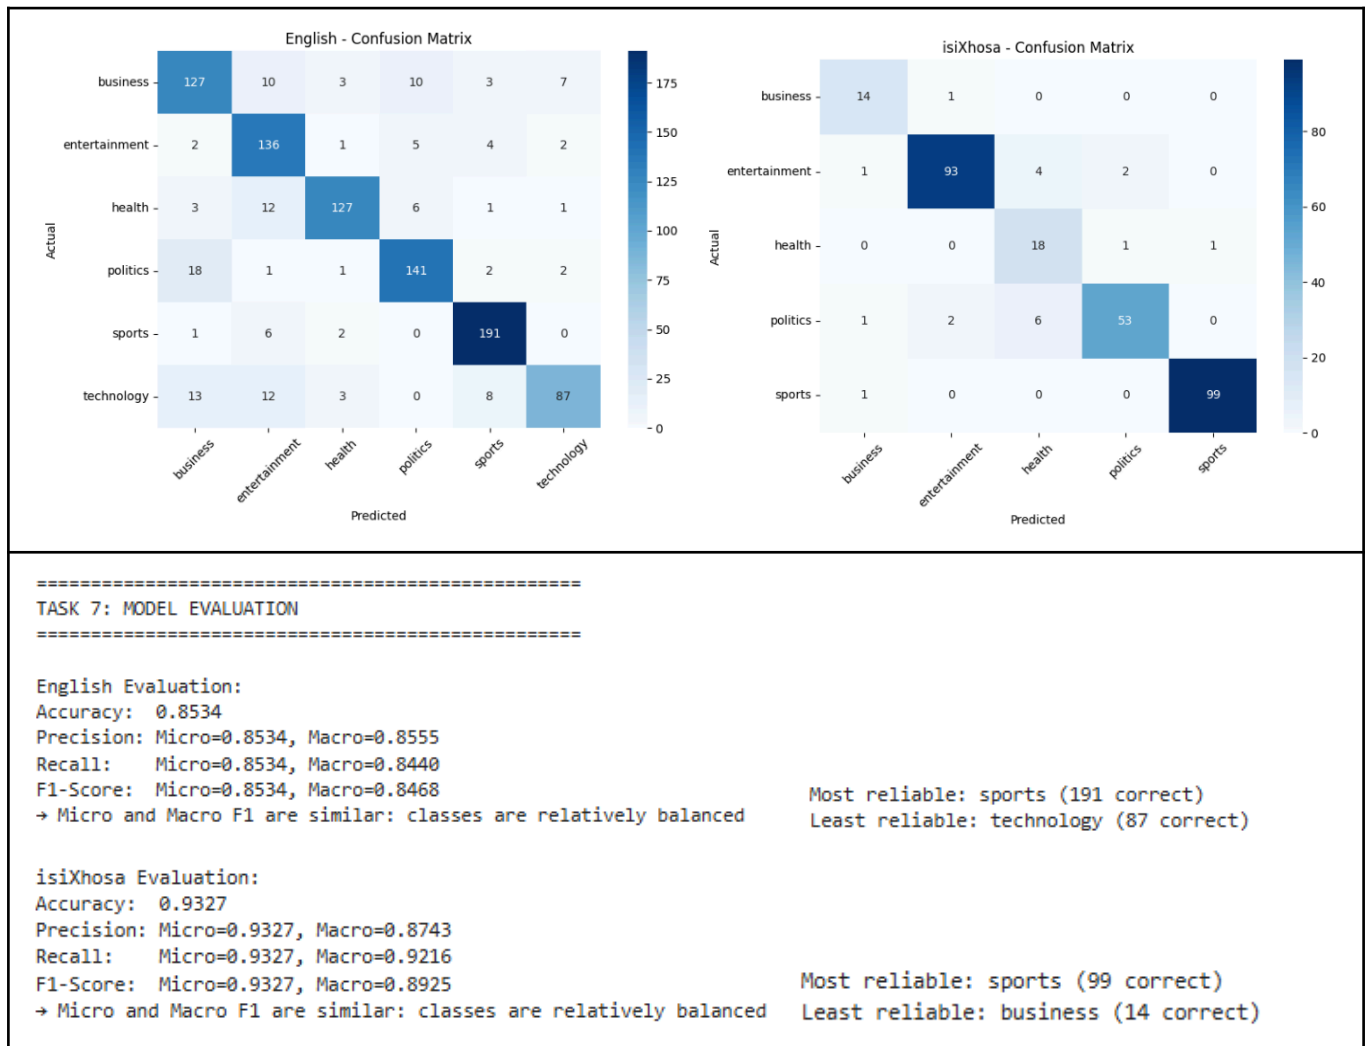 English - Confusion Matrix
business
127 10 3 10 3 7
entertainment
2 136 1 5 4 2
health
3 12 127 6 1 1
politics
18 1 1 141 2 2
sports
1 6 2 0 191 0
technology
13 12 3 0 8 87
Actual
business entertainment health politics sports technology
Predicted
175
150
125
100
75
50
25
0
isiXhosa - Confusion Matrix
business
14 1 0 0 0
entertainment
1 93 4 2 0
health
0 0 18 1 1
politics
1 2 6 53 0
sports
1 0 0 0 99
Actual
business entertainment health politics sports
Predicted
80
60
40
20
0
==================================================
TASK 7: MODEL EVALUATION
==================================================
English Evaluation:
Accuracy: 0.8534
Precision: Micro=0.8534, Macro=0.8555
Recall: Micro=0.8534, Macro=0.8440
F1-Score: Micro=0.8534, Macro=0.8468
→ Micro and Macro F1 are similar: classes are relatively balanced
Most reliable: sports (191 correct)
Least reliable: technology (87 correct)
isiXhosa Evaluation:
Accuracy: 0.9327
Precision: Micro=0.9327, Macro=0.8743
Recall: Micro=0.9327, Macro=0.9216
F1-Score: Micro=0.9327, Macro=0.8925
→ Micro and Macro F1 are similar: classes are relatively balanced
Most reliable: sports (99 correct)
Least reliable: business (14 correct)